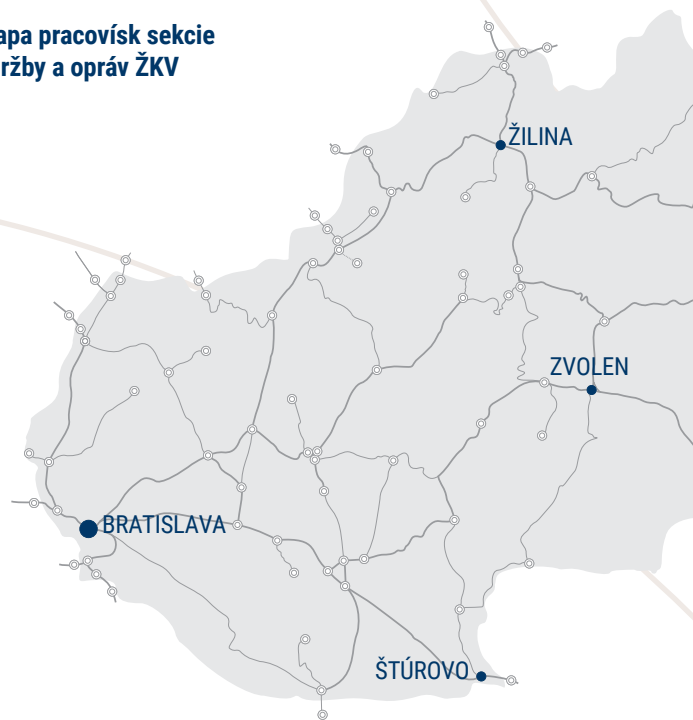 apa pracovísk sekcie
ržby a opráv ŽKV
ŽILINA
ZVOLEN
BRATISLAVA
ŠTÚROVO